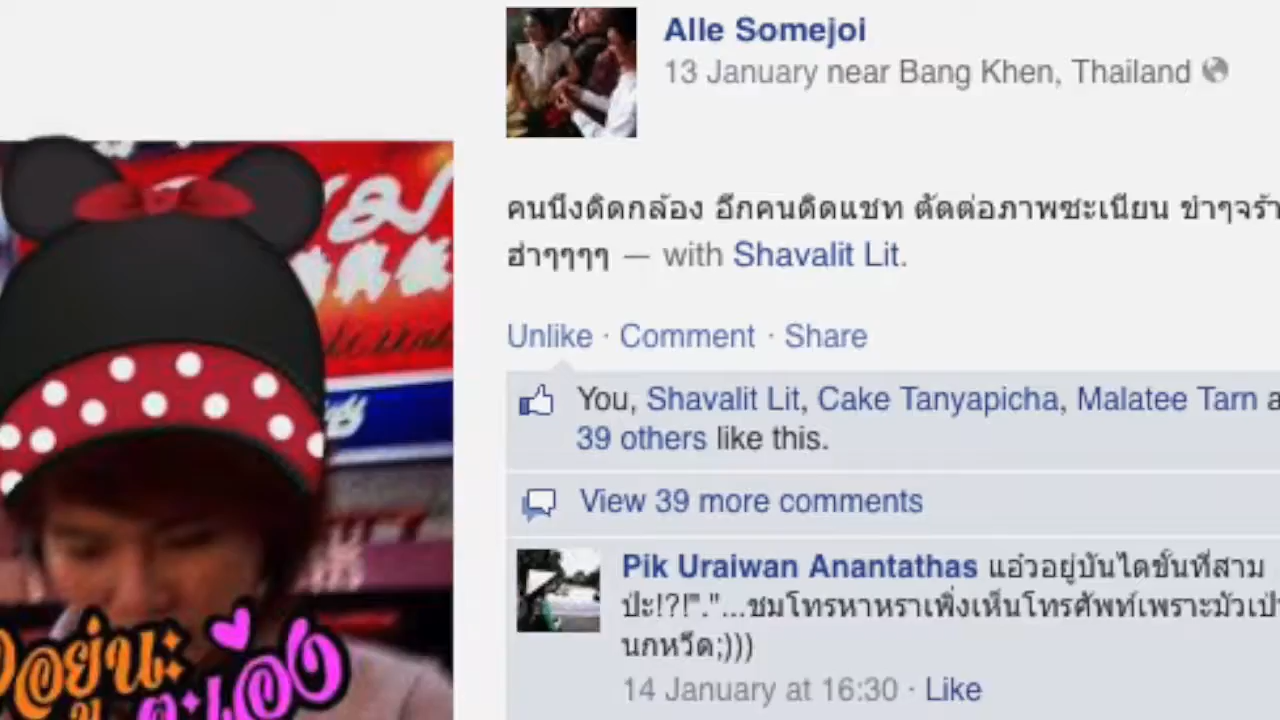 Alle Somejoi
13 January near Bang Khen, Thailand
คนนึงติดกล้อง อีกคนติดแชท ตัดต่อภาพซะเนียน ขำๆจร้า
ฮ่าๆๆๆๆ — with Shavalit Lit.
Unlike · Comment · Share
You, Shavalit Lit, Cake Tanyapicha, Malatee Tarn
39 others like this.
View 39 more comments
Pik Uraiwan Anantathas แอ๋วอยู่บันไดขั้นที่สาม
ป่ะ!?!"."...ชมโทรหาหราเพิ่งเห็นโทรศัพท์เพราะมัวเป่า
นกหวีด;)))
14 January at 16:30 · Like